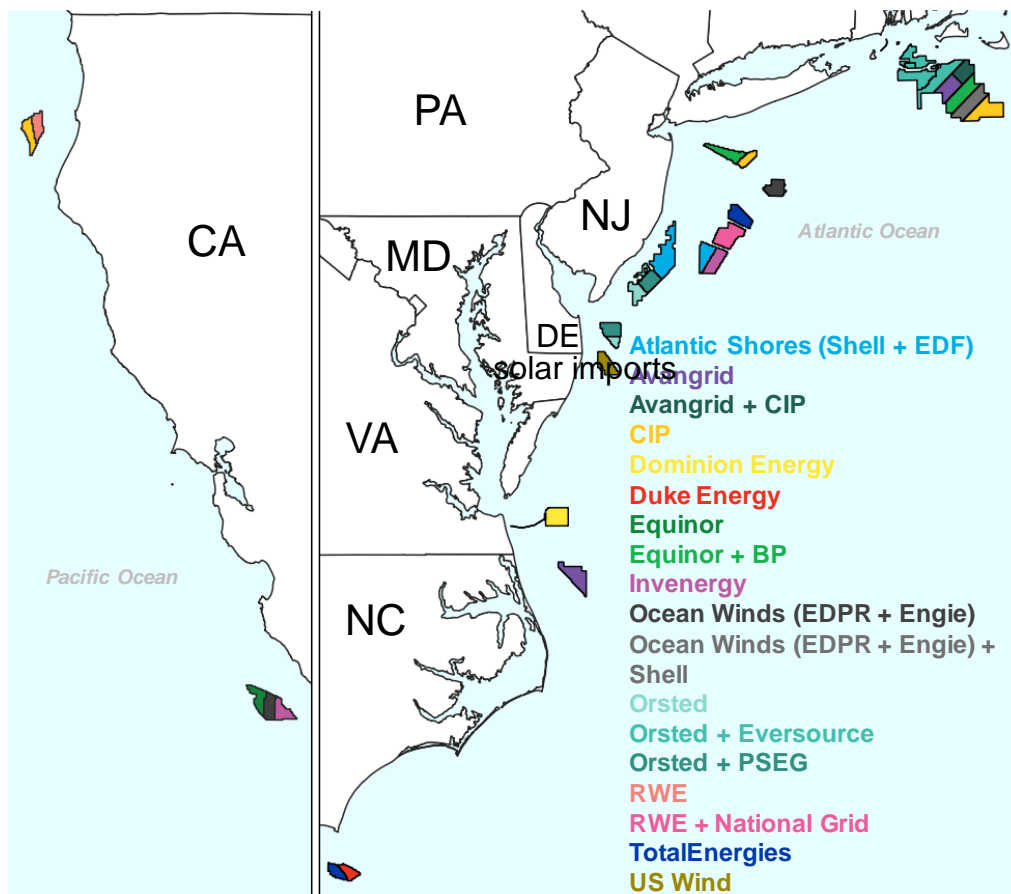 PA
NJ
CA
MD
Atlantic Ocean
DE
solar imports
VA
NC
Pacific Ocean
Atlantic Shores (Shell + EDF)
Avangrid
Avangrid + CIP
CIP
Dominion Energy
Duke Energy
Equinor
Equinor + BP
Invenergy
Ocean Winds (EDPR + Engie)
Ocean Winds (EDPR + Engie) +
Shell
Orsted
Orsted + Eversource
Orsted + PSEG
RWE
RWE + National Grid
TotalEnergies
US Wind